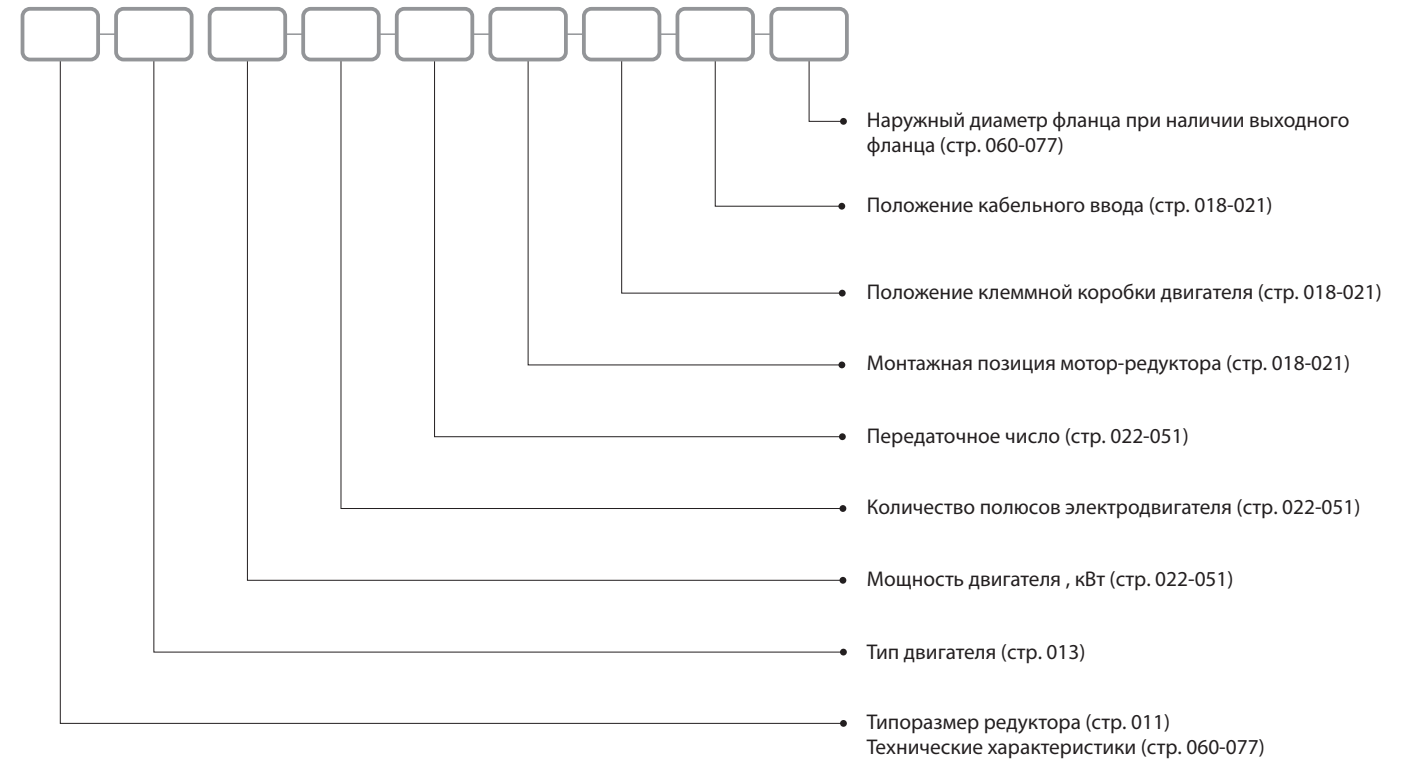 Наружный диаметр фланца при наличии выходного
фланца (стр. 060-077)
Положение кабельного ввода (стр. 018-021)
Положение клеммной коробки двигателя (стр. 018-021)
Монтажная позиция мотор-редуктора (стр. 018-021)
Передаточное число (стр. 022-051)
Количество полюсов электродвигателя (стр. 022-051)
Мощность двигателя , кВт (стр. 022-051)
Тип двигателя (стр. 013)
Типоразмер редуктора (стр. 011)
Технические характеристики (стр. 060-077)